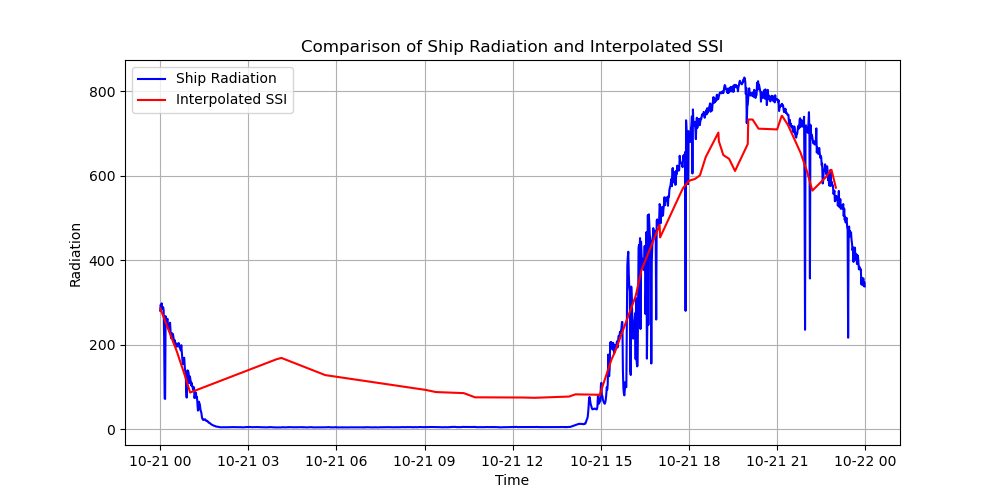 Comparison of Ship Radiation and Interpolated SSI
Ship Radiation
Interpolated SSI
Radiation
800
600
400
200
0
10-21 00 10-21 03 10-21 06 10-21 09 10-21 12 10-21 15 10-21 18 10-21 21 10-22 00
Time